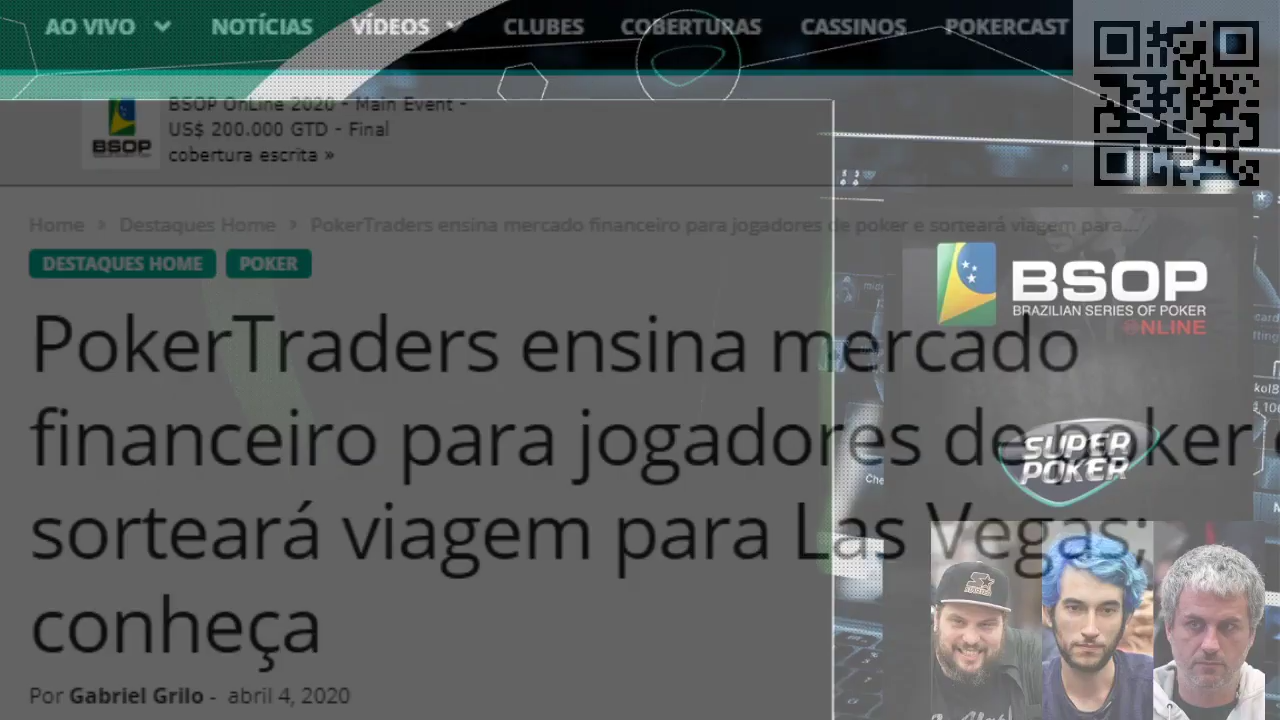 AO VIVO NOTÍCIAS VÍDEOS CLUBES COBERTURAS CASSINOS POKERCAST
BSOP OnLine 2020 - Main Event -
US$ 200.000 GTD - Final
cobertura escrita »
BSOP
Home > Destaques Home > PokerTraders ensina mercado financeiro para jogadores de poker e sorteará viagem para...
DESTAQUES HOME POKER
BSOP
BRAZILIAN SERIES OF POKER
ONLINE
PokerTraders ensina mercado
financeiro para jogadores de poker e
sorteará viagem para Las Vegas;
conheça
SUPER
POKER
Por Gabriel Grilo - abril 4, 2020